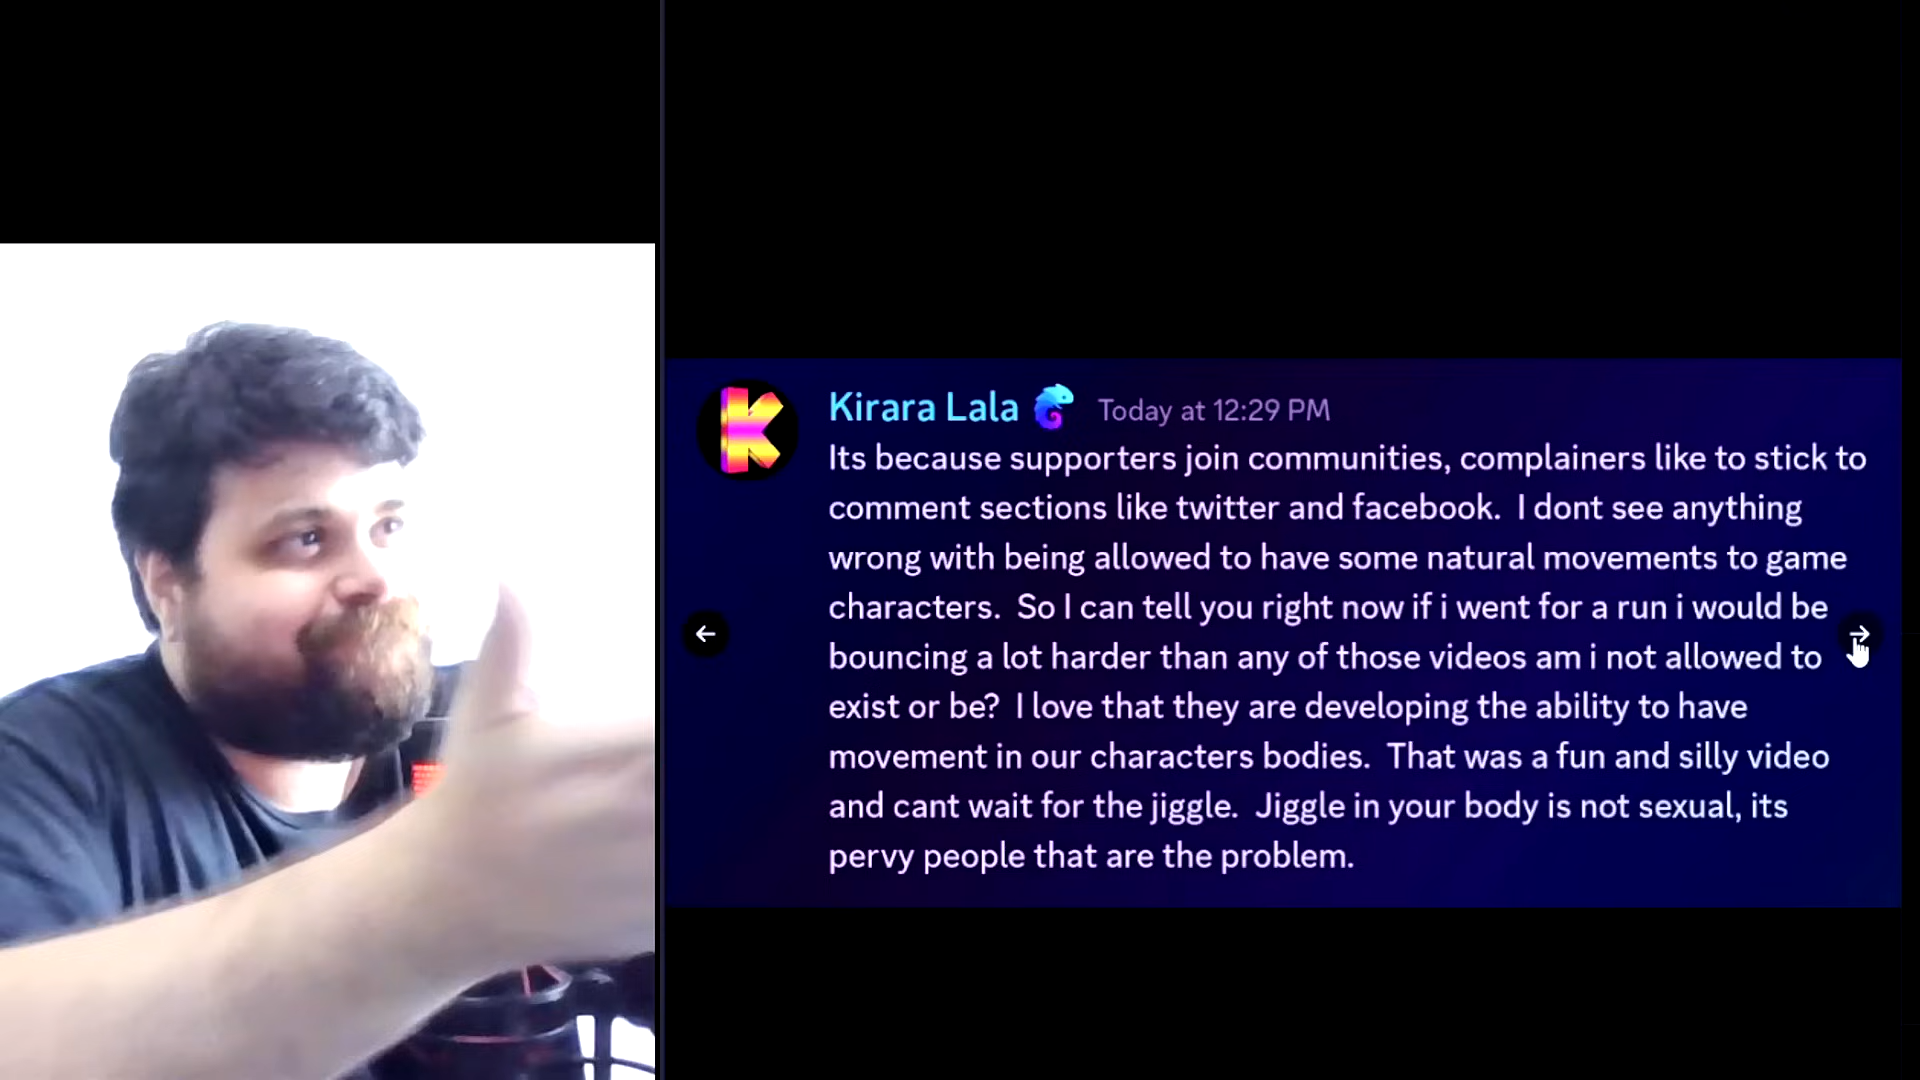 Kirara Lala Today at 12:29 PM
Its because supporters join communities, complainers like to stick to
comment sections like twitter and facebook. I dont see anything
wrong with being allowed to have some natural movements to game
characters. So I can tell you right now if i went for a run i would be
bouncing a lot harder than any of those videos am i not allowed to
exist or be? I love that they are developing the ability to have
movement in our characters bodies. That was a fun and silly video
and cant wait for the jiggle. Jiggle in your body is not sexual, its
pervy people that are the problem.